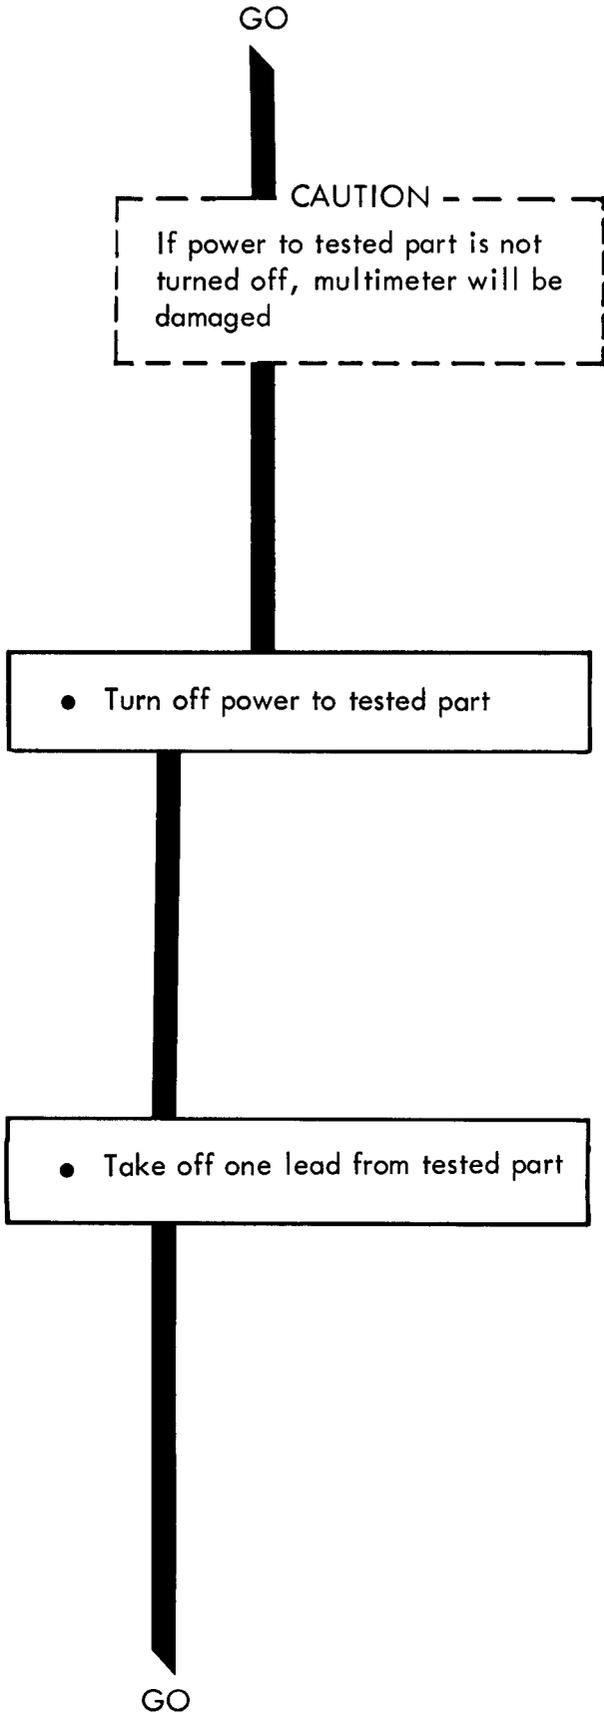 GO
CAUTION
If power to tested part is not
turned off, multimeter will be
damaged
• Turn off power to tested part
• Take off one lead from tested part
GO